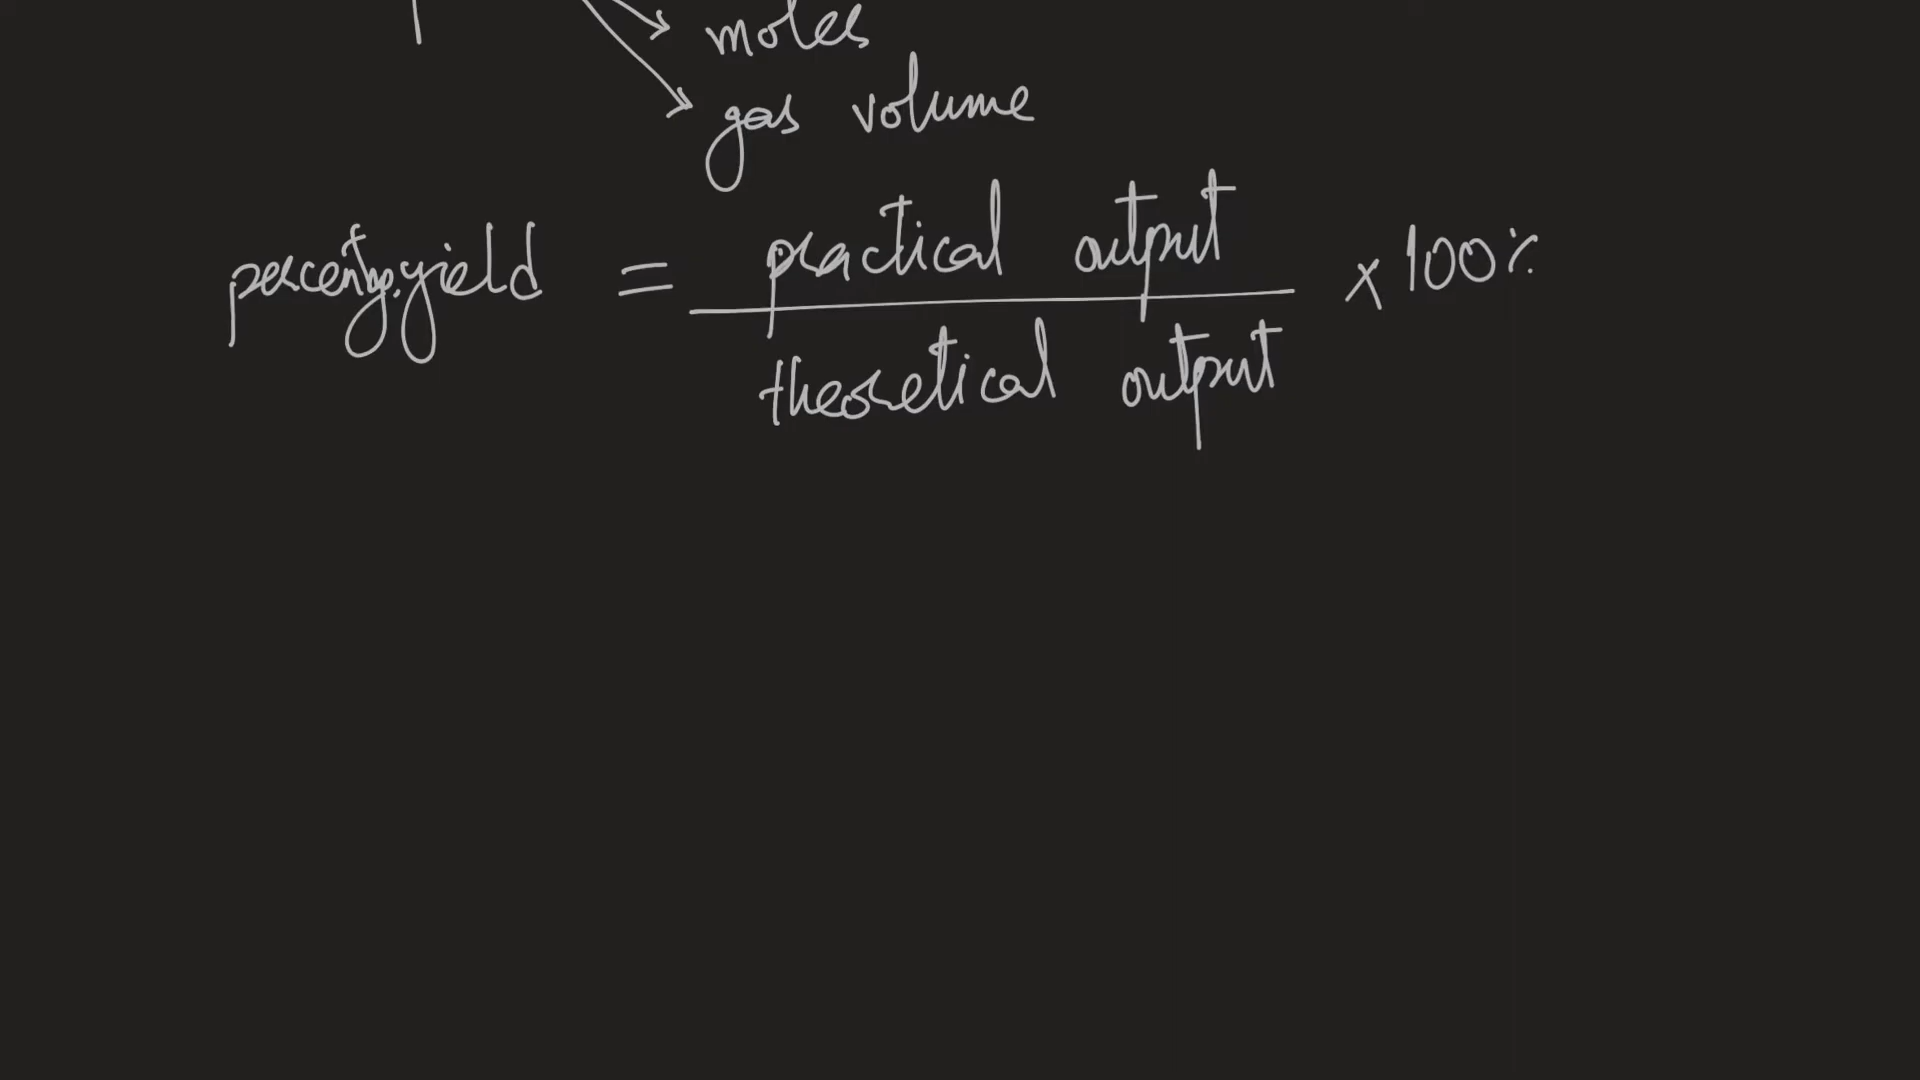 moles
gas volume
percentage yield = practical output / theoretical output × 100%